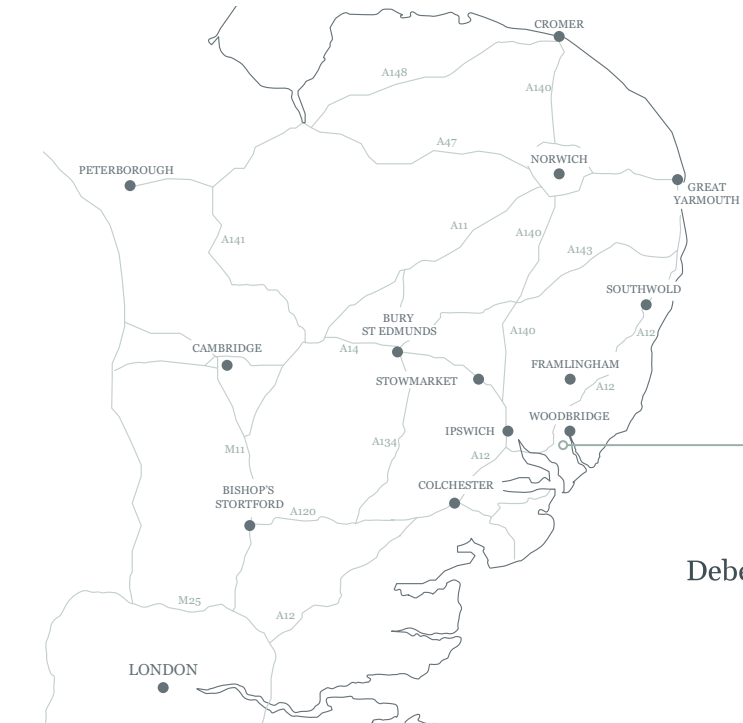 CROMER
A148
A140
A47
NORWICH
PETERBOROUGH
GREAT
YARMOUTH
A11
A140
A141
A143
SOUTHWOLD
BURY
ST EDMUNDS
A140
A12
CAMBRIDGE
A14
FRAMLINGHAM
STOWMARKET
A12
WOODBRIDGE
IPSWICH
A134
M11
A12
COLCHESTER
BISHOP'S
STORTFORD
A120
Debe
M25
A12
LONDON